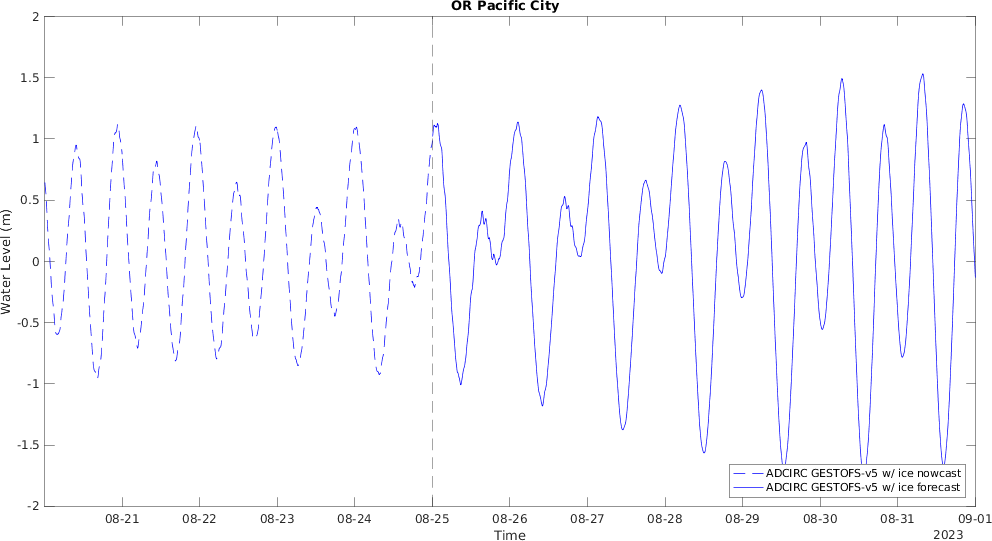 OR Pacific City
2
1.5
1
0.5
0
-0.5
-1
-1.5
-2
Water Level (m)
08-21 08-22 08-23 08-24 08-25 08-26 08-27 08-28 08-29 08-30 08-31 09-01
Time
2023
ADCIRC GESTOFS-v5 w/ ice nowcast
ADCIRC GESTOFS-v5 w/ ice forecast